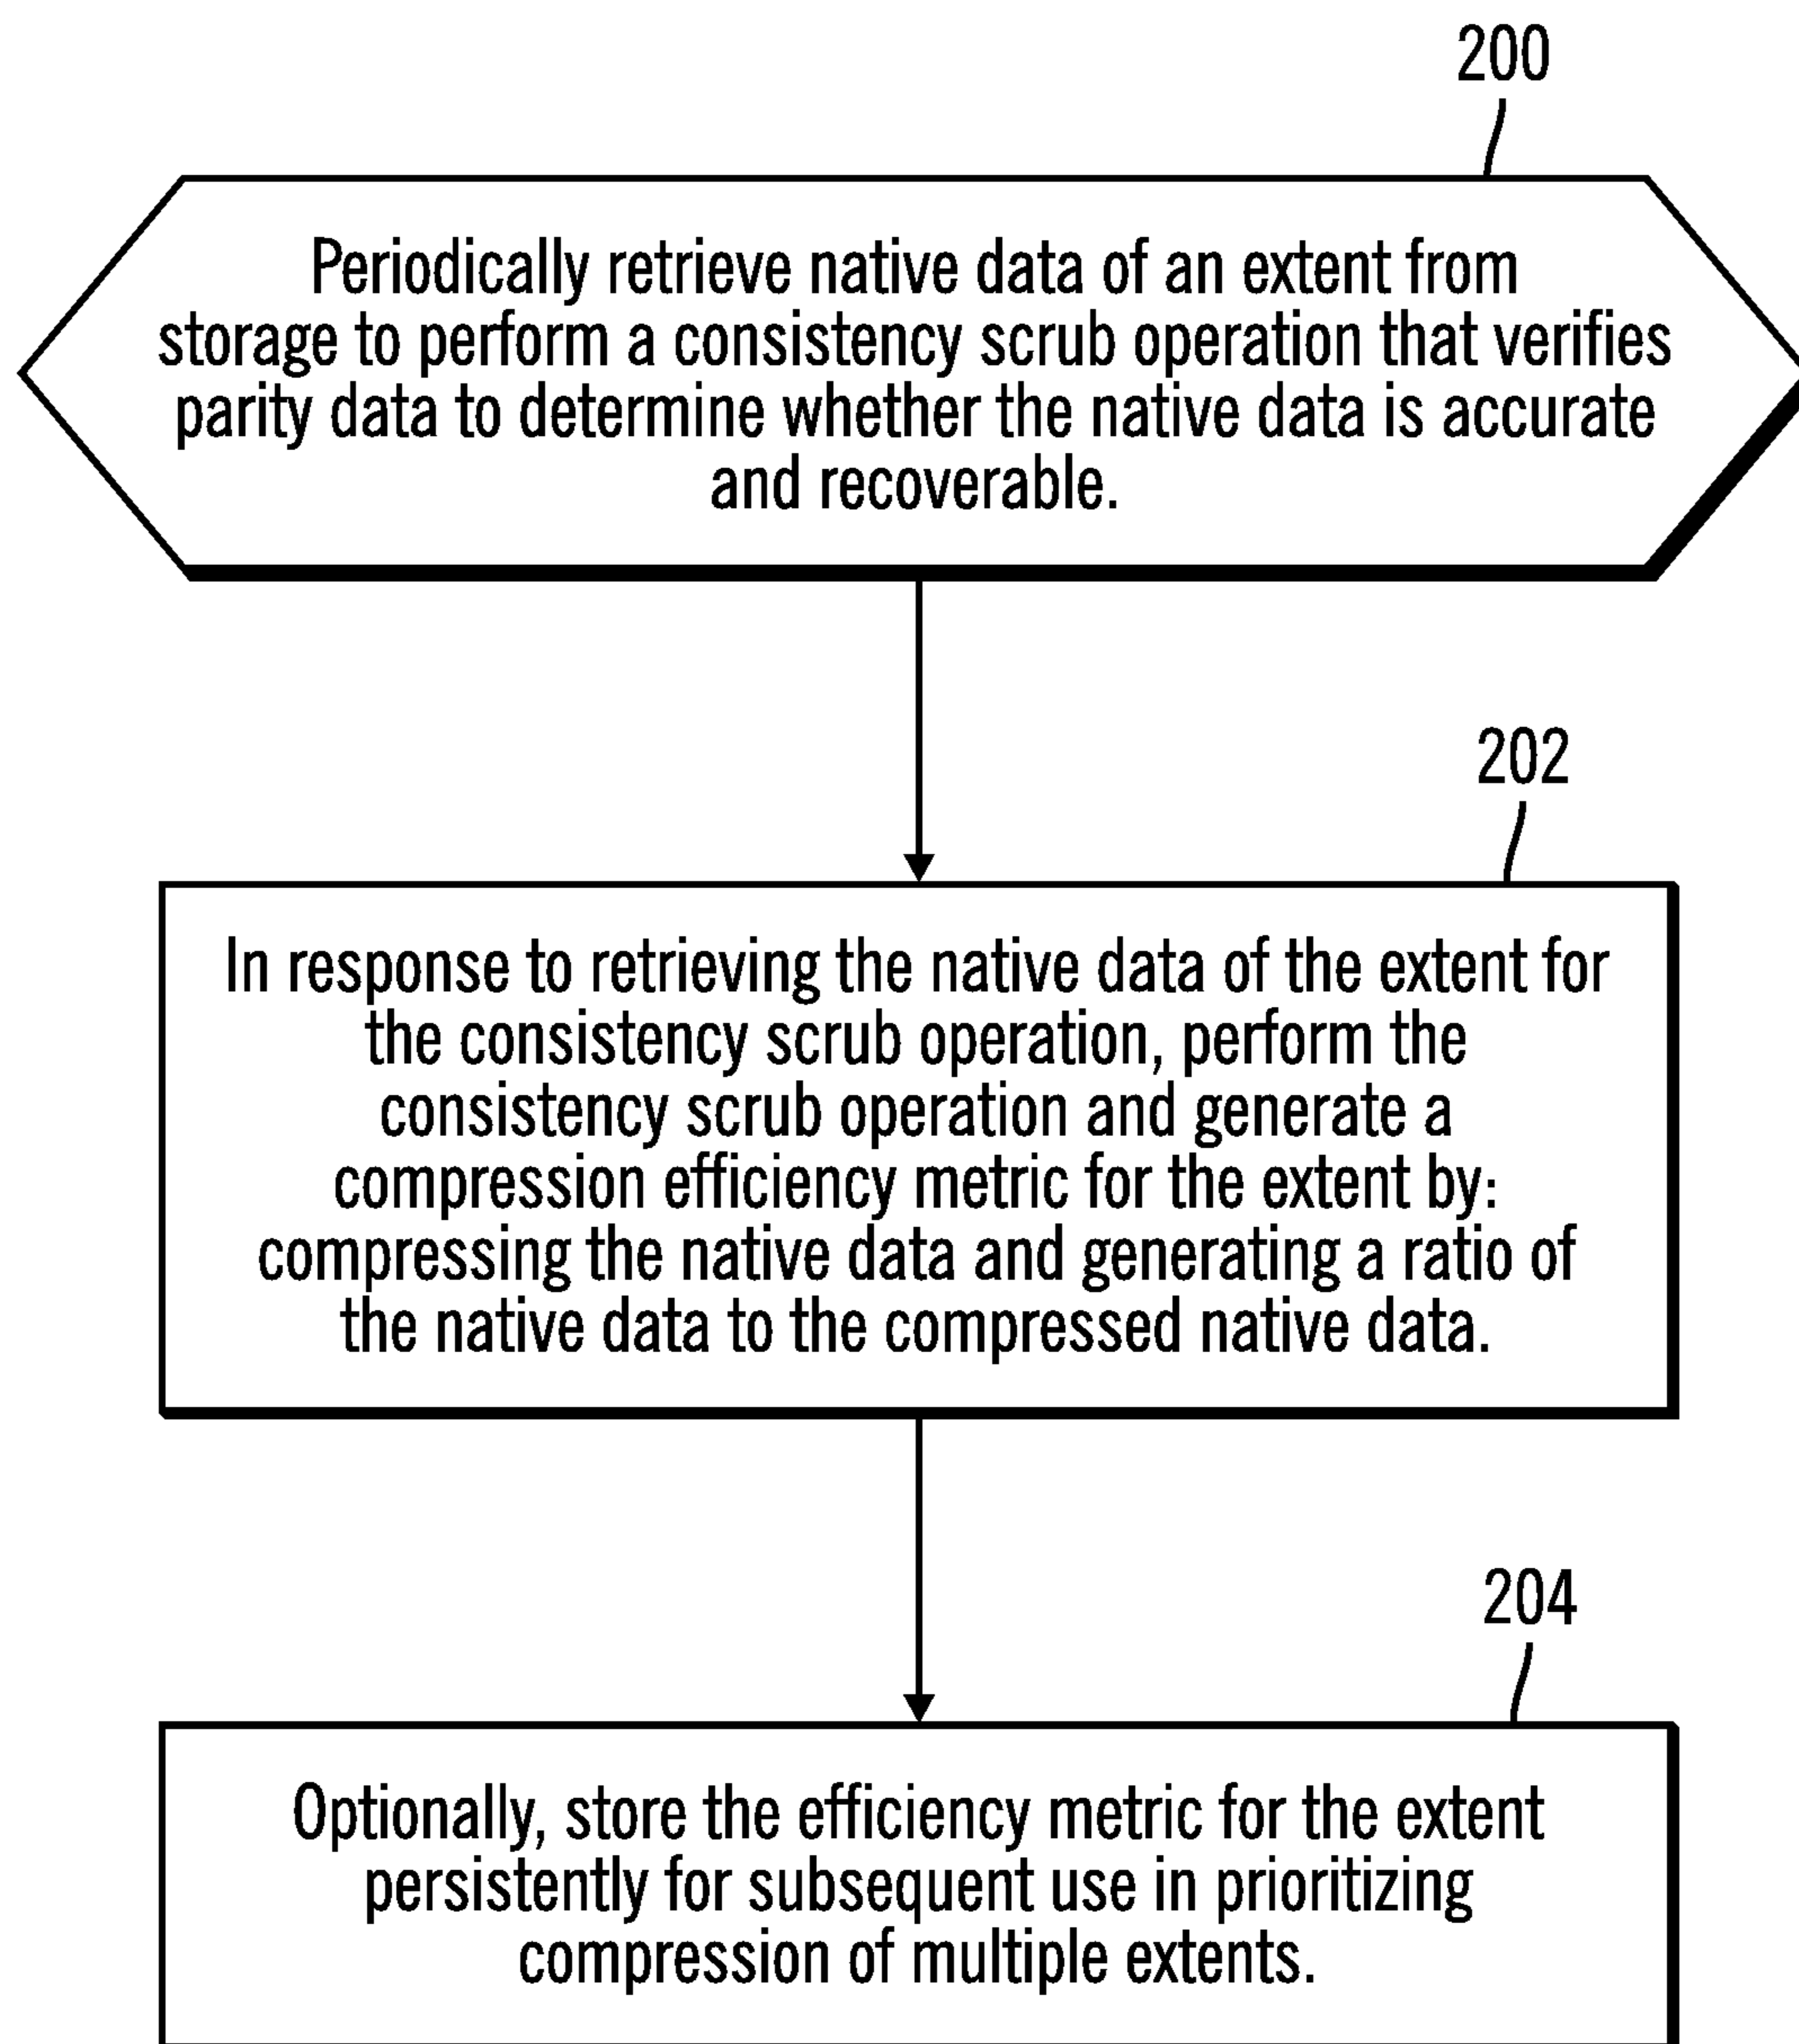 200
Periodically retrieve native data of an extent from
storage to perform a consistency scrub operation that verifies
parity data to determine whether the native data is accurate
and recoverable.
202
In response to retrieving the native data of the extent for
the consistency scrub operation, perform the
consistency scrub operation and generate a
compression efficiency metric for the extent by:
compressing the native data and generating a ratio of
the native data to the compressed native data.
204
Optionally, store the efficiency metric for the extent
persistently for subsequent use in prioritizing
compression of multiple extents.